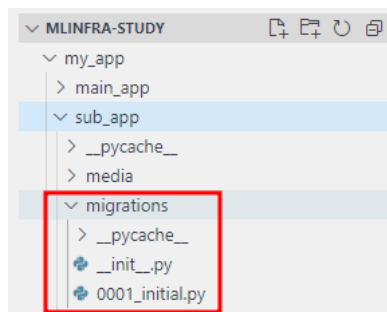 MLINFRA-STUDY
my_app
main_app
sub_app
__pycache__
media
migrations
__pycache__
__init__.py
0001_initial.py